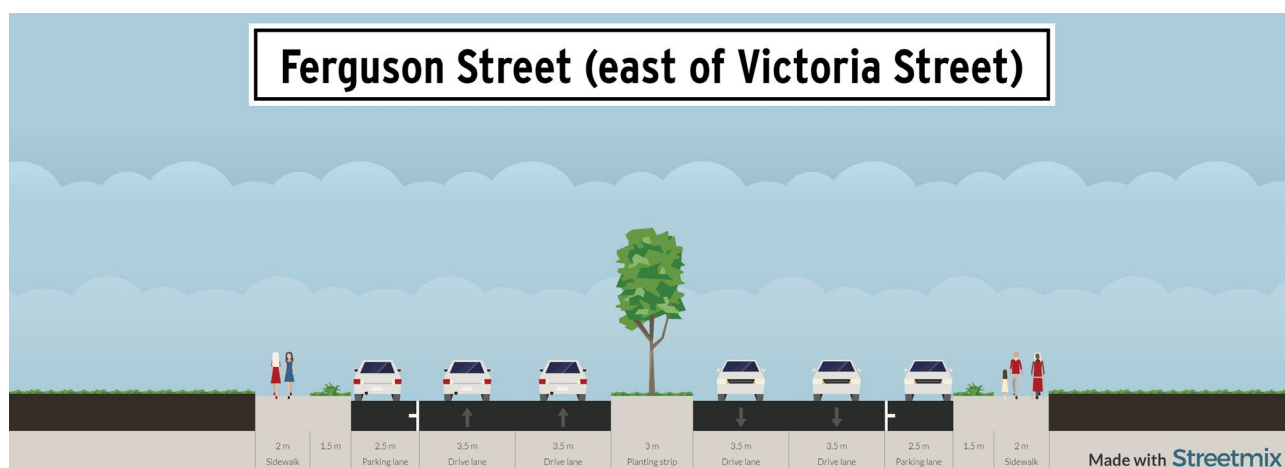 Ferguson Street (east of Victoria Street)
2 m
Sidewalk
1.5 m
2.5 m
Parking lane
3.5 m
Drive lane
3.5 m
Drive lane
3 m
Planting strip
3.5 m
Drive lane
3.5 m
Drive lane
2.5 m
Parking lane
1.5 m
2 m
Sidewalk
Made with Streetmix